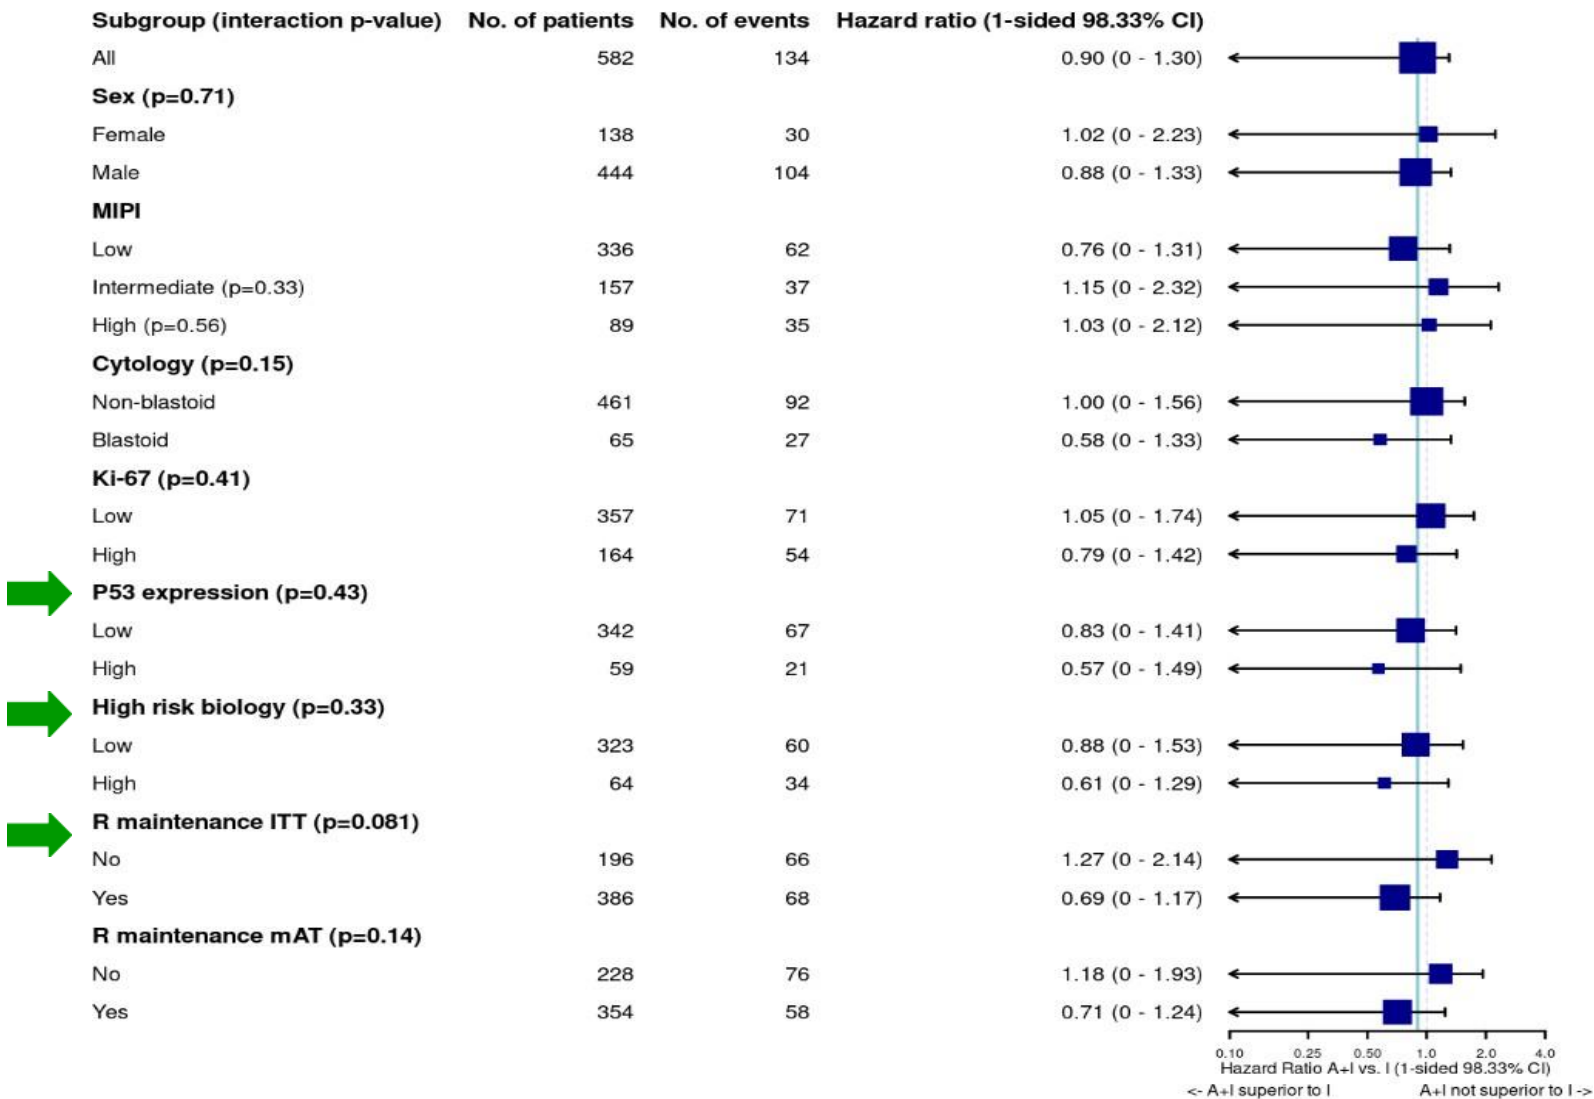 Subgroup (interaction p-value) No. of patients No. of events Hazard ratio (1-sided 98.33% CI)
All 582 134 0.90 (0 - 1.30)
Sex (p=0.71)
Female 138 30 1.02 (0 - 2.23)
Male 444 104 0.88 (0 - 1.33)
MIPI
Low 336 62 0.76 (0 - 1.31)
Intermediate (p=0.33) 157 37 1.15 (0 - 2.32)
High (p=0.56) 89 35 1.03 (0 - 2.12)
Cytology (p=0.15)
Non-blastoid 461 92 1.00 (0 - 1.56)
Blastoid 65 27 0.58 (0 - 1.33)
Ki-67 (p=0.41)
Low 357 71 1.05 (0 - 1.74)
High 164 54 0.79 (0 - 1.42)
P53 expression (p=0.43)
Low 342 67 0.83 (0 - 1.41)
High 59 21 0.57 (0 - 1.49)
High risk biology (p=0.33)
Low 323 60 0.88 (0 - 1.53)
High 64 34 0.61 (0 - 1.29)
R maintenance ITT (p=0.081)
No 196 66 1.27 (0 - 2.14)
Yes 386 68 0.69 (0 - 1.17)
R maintenance mAT (p=0.14)
No 228 76 1.18 (0 - 1.93)
Yes 354 58 0.71 (0 - 1.24)
0.10 0.25 0.50 1.0 2.0 4.0
Hazard Ratio A+I vs. I (1-sided 98.33% CI)
<- A+I superior to I A+I not superior to I ->